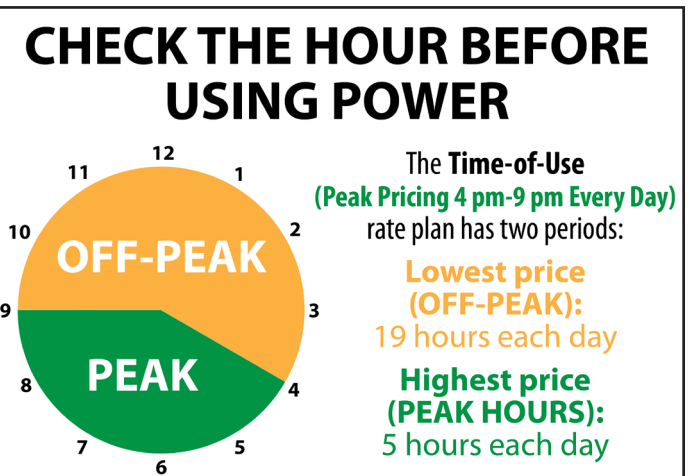 CHECK THE HOUR BEFORE
USING POWER
12
11
1
10
2
OFF-PEAK
9
3
PEAK
8
4
7
5
6
The Time-of-Use
(Peak Pricing 4 pm-9 pm Every Day)
rate plan has two periods:
Lowest price
(OFF-PEAK):
19 hours each day
Highest price
(PEAK HOURS):
5 hours each day